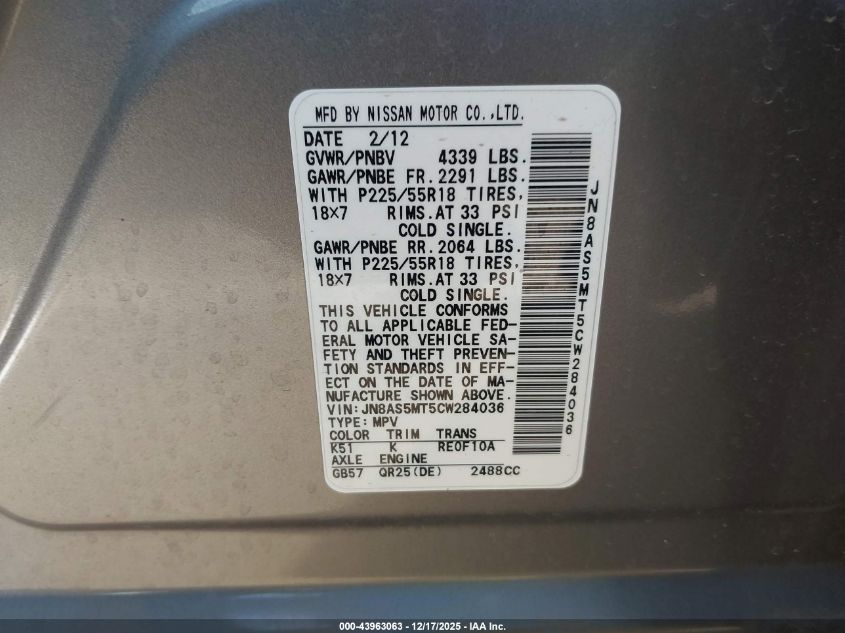 MFD BY NISSAN MOTOR CO.,LTD.
DATE 2/12
GVWR/PNBV 4339 LBS.
GAWR/PNBE FR. 2291 LBS.
WITH P225/55R18 TIRES,
18X7 RIMS.AT 33 PSI
COLD SINGLE.
GAWR/PNBE RR. 2064 LBS.
WITH P225/55R18 TIRES,
18X7 RIMS.AT 33 PSI
COLD SINGLE.
THIS VEHICLE CONFORMS
TO ALL APPLICABLE FED-
ERAL MOTOR VEHICLE SA-
FETY AND THEFT PREVEN-
TION STANDARDS IN EFF-
ECT ON THE DATE OF MA-
NUFACTURE SHOWN ABOVE.
VIN:JN8AS5MT5CW284036
TYPE:MPV
COLOR TRIM TRANS
K51 K RE0F10A
AXLE ENGINE
GB57 QR25(DE) 2488CC
JN8AS5MT5CW284036
000-43963063 - 12/17/2025 - IAA Inc.